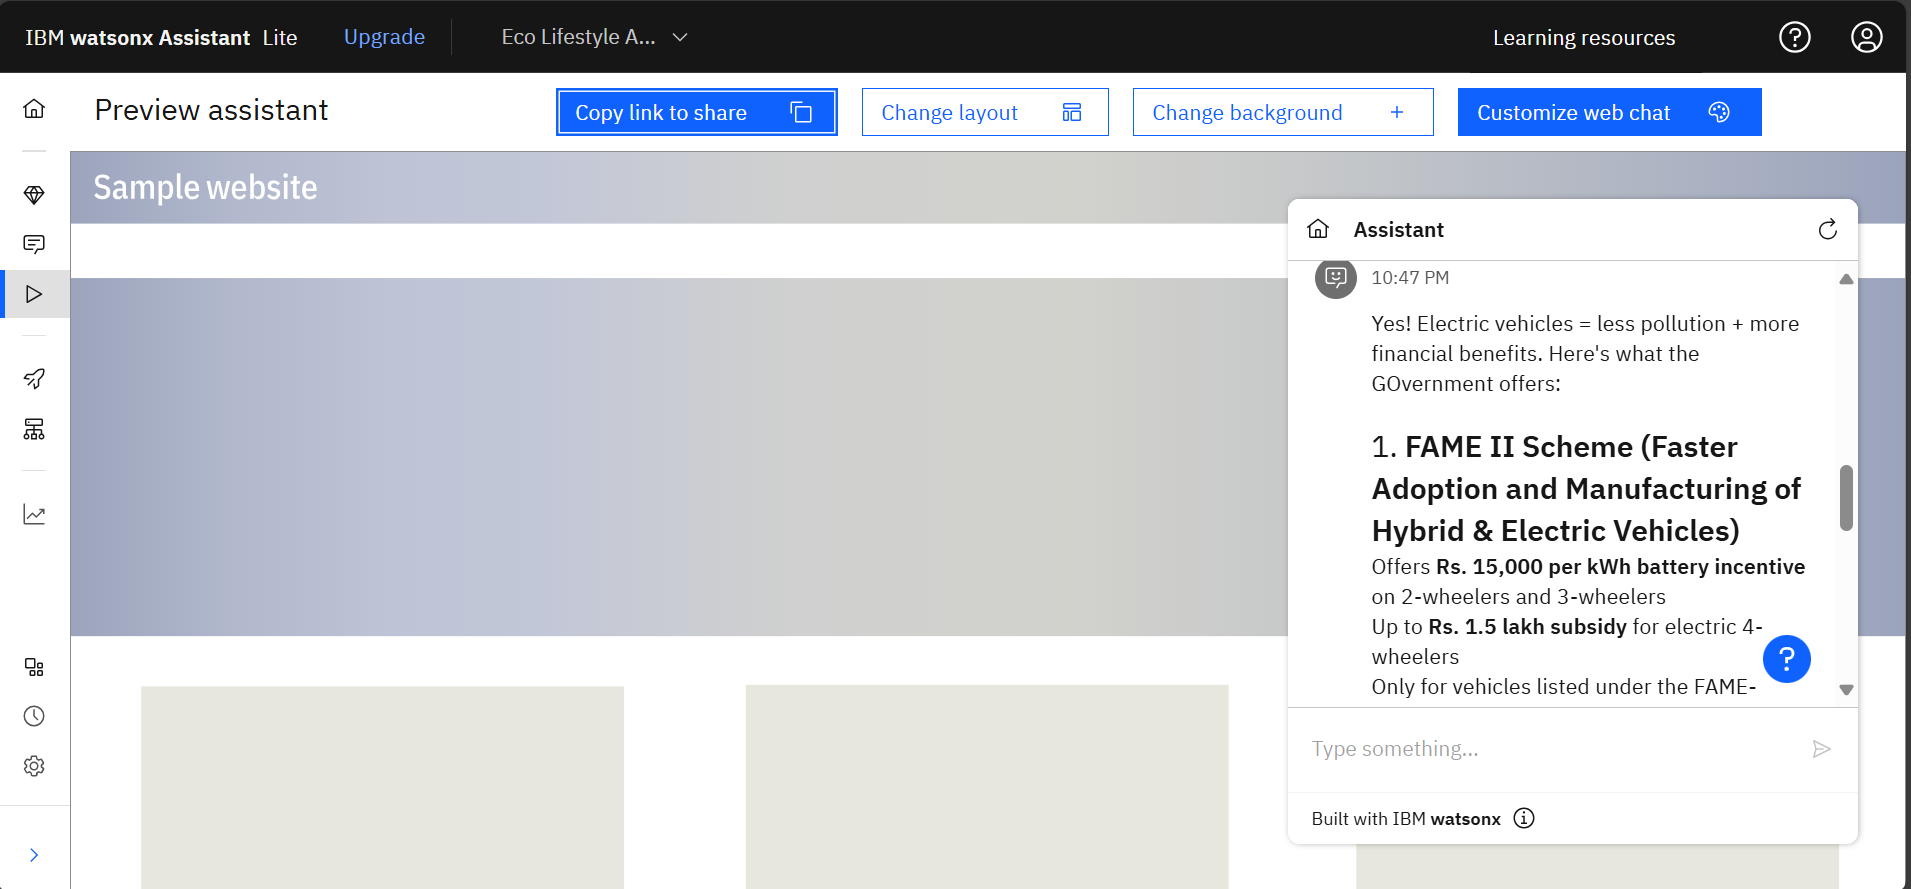 IBM watsonx Assistant Lite Upgrade Eco Lifestyle A... Learning resources
Preview assistant Copy link to share Change layout Change background + Customize web chat
Sample website
Assistant
10:47 PM
Yes! Electric vehicles = less pollution + more
financial benefits. Here's what the
GOvernment offers:
1. FAME II Scheme (Faster
Adoption and Manufacturing of
Hybrid & Electric Vehicles)
Offers Rs. 15,000 per kWh battery incentive
on 2-wheelers and 3-wheelers
Up to Rs. 1.5 lakh subsidy for electric 4-
wheelers
?
Only for vehicles listed under the FAME-
Type something...
Built with IBM watsonx